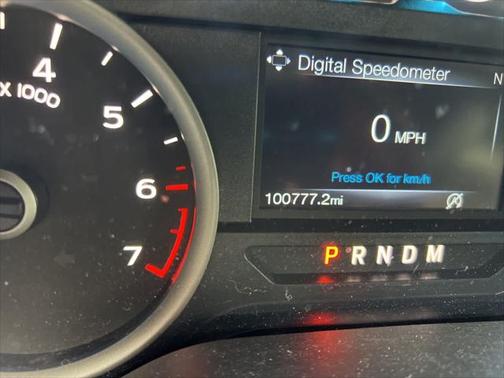 4
x 1000
5
6
7
Digital Speedometer
N
0 MPH
Press OK for km/h
100777.2mi
P R N D M